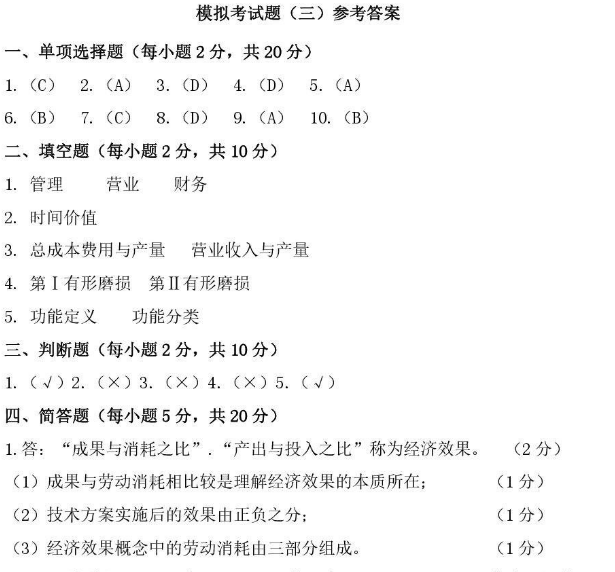 模拟考试题（三）参考答案
一、单项选择题（每小题2分，共20分）
1.（C） 2.（A） 3.（D） 4.（D） 5.（A）
6.（B） 7.（C） 8.（D） 9.（A） 10.（B）
二、填空题（每小题2分，共10分）
1. 管理 营业 财务
2. 时间价值
3. 总成本费用与产量 营业收入与产量
4. 第Ⅰ有形磨损 第Ⅱ有形磨损
5. 功能定义 功能分类
三、判断题（每小题2分，共10分）
1.（√）2.（×）3.（×）4.（×）5.（√）
四、简答题（每小题5分，共20分）
1.答：“成果与消耗之比”.“产出与投入之比”称为经济效果。 （2分）
（1）成果与劳动消耗相比较是理解经济效果的本质所在； （1分）
（2）技术方案实施后的效果由正负之分； （1分）
（3）经济效果概念中的劳动消耗由三部分组成。 （1分）